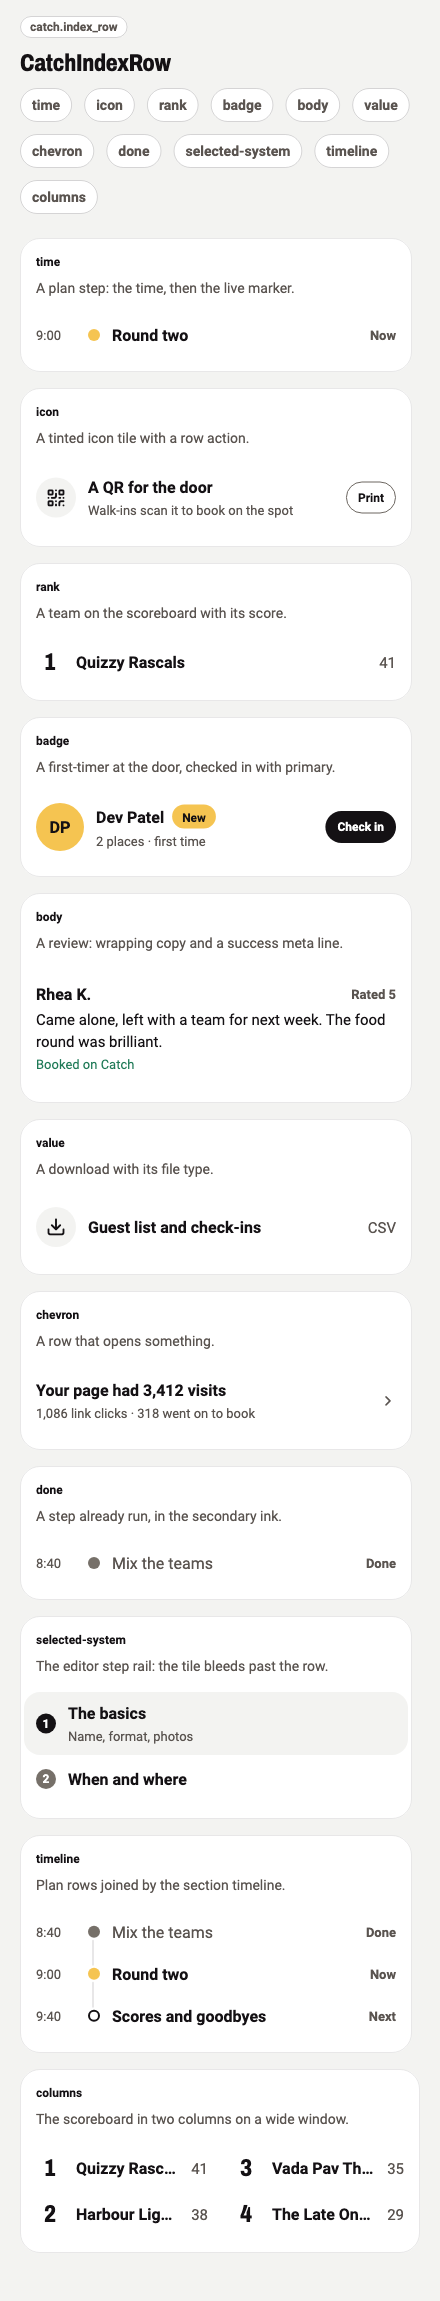 catch.index_row
CatchIndexRow
time icon rank badge body value
chevron done selected-system timeline
columns
time
A plan step: the time, then the live marker.
9:00 Round two Now
icon
A tinted icon tile with a row action.
A QR for the door
Walk-ins scan it to book on the spot
Print
rank
A team on the scoreboard with its score.
1 Quizzy Rascals 41
badge
A first-timer at the door, checked in with primary.
DP Dev Patel New
2 places · first time
Check in
body
A review: wrapping copy and a success meta line.
Rhea K. Rated 5
Came alone, left with a team for next week. The food
round was brilliant.
Booked on Catch
value
A download with its file type.
Guest list and check-ins CSV
chevron
A row that opens something.
Your page had 3,412 visits
1,086 link clicks · 318 went on to book
done
A step already run, in the secondary ink.
8:40 Mix the teams Done
selected-system
The editor step rail: the tile bleeds past the row.
1 The basics
Name, format, photos
2 When and where
timeline
Plan rows joined by the section timeline.
8:40 Mix the teams Done
9:00 Round two Now
9:40 Scores and goodbyes Next
columns
The scoreboard in two columns on a wide window.
1 Quizzy Rasc... 41 3 Vada Pav Th... 35
2 Harbour Lig... 38 4 The Late On... 29